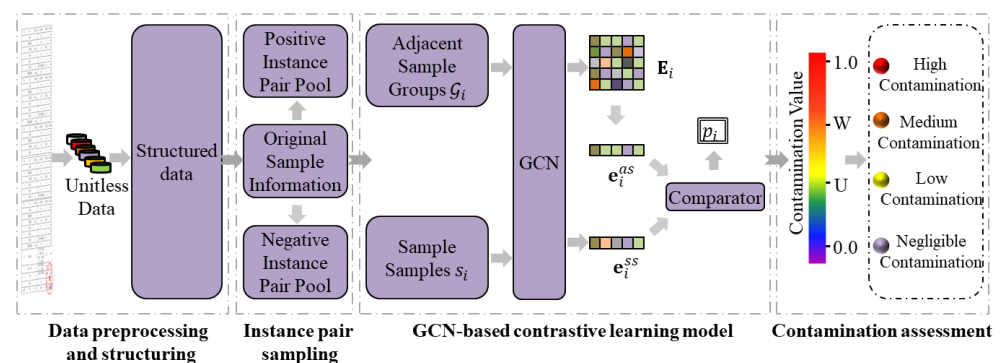 Unitless
Data
Structured
data
Data preprocessing
and structuring
Positive
Instance
Pair Pool
Original
Sample
Information
Negative
Instance
Pair Pool
Instance pair
sampling
Adjacent
Sample
Groups 𝒢ᵢ
Sample
Samples sᵢ
GCN
𝐄ᵢ
𝐞ᵢᵃˢ
𝐞ᵢˢˢ
pᵢ
Comparator
GCN-based contrastive learning model
Contamination Value
1.0
W
U
0.0
High
Contamination
Medium
Contamination
Low
Contamination
Negligible
Contamination
Contamination assessment